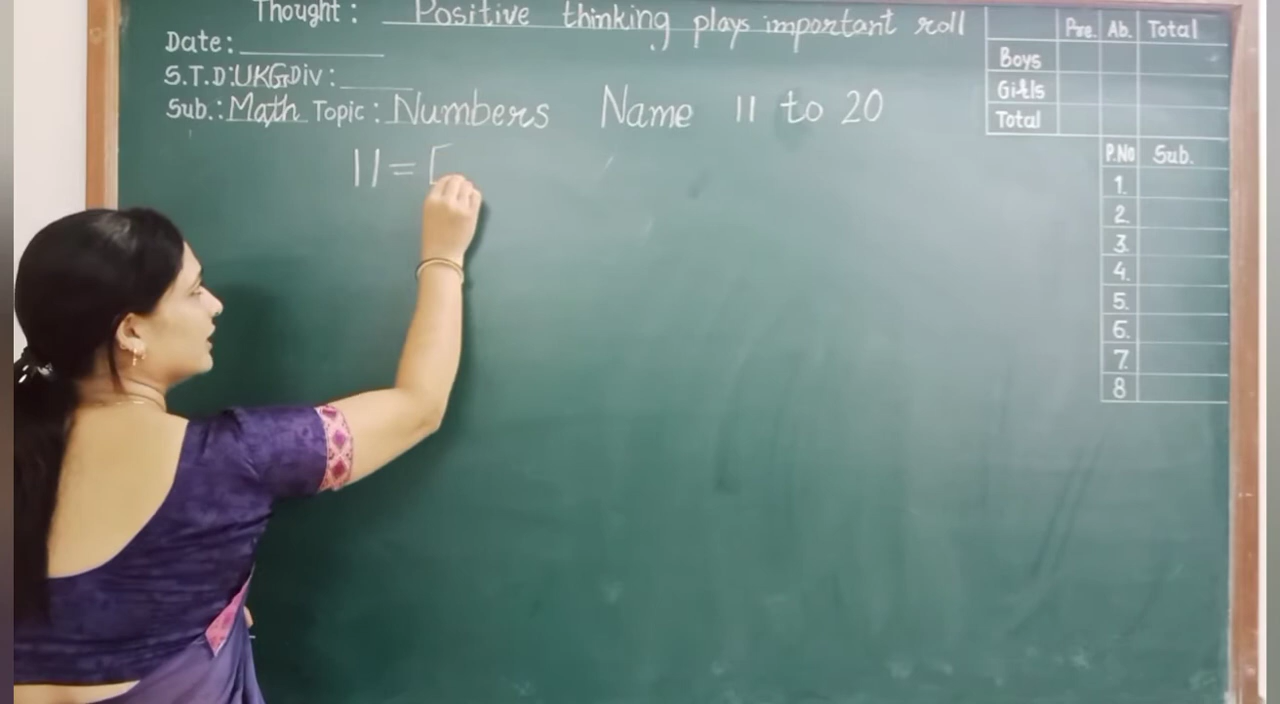 Thought : Positive thinking plays important roll
Date:
S.T.D:UKG Div:
Sub.: Math Topic : Numbers Name 11 to 20
11 = E
Pre. Ab. Total
Boys
Girls
Total
P.No Sub.
1.
2.
3.
4.
5.
6.
7.
8